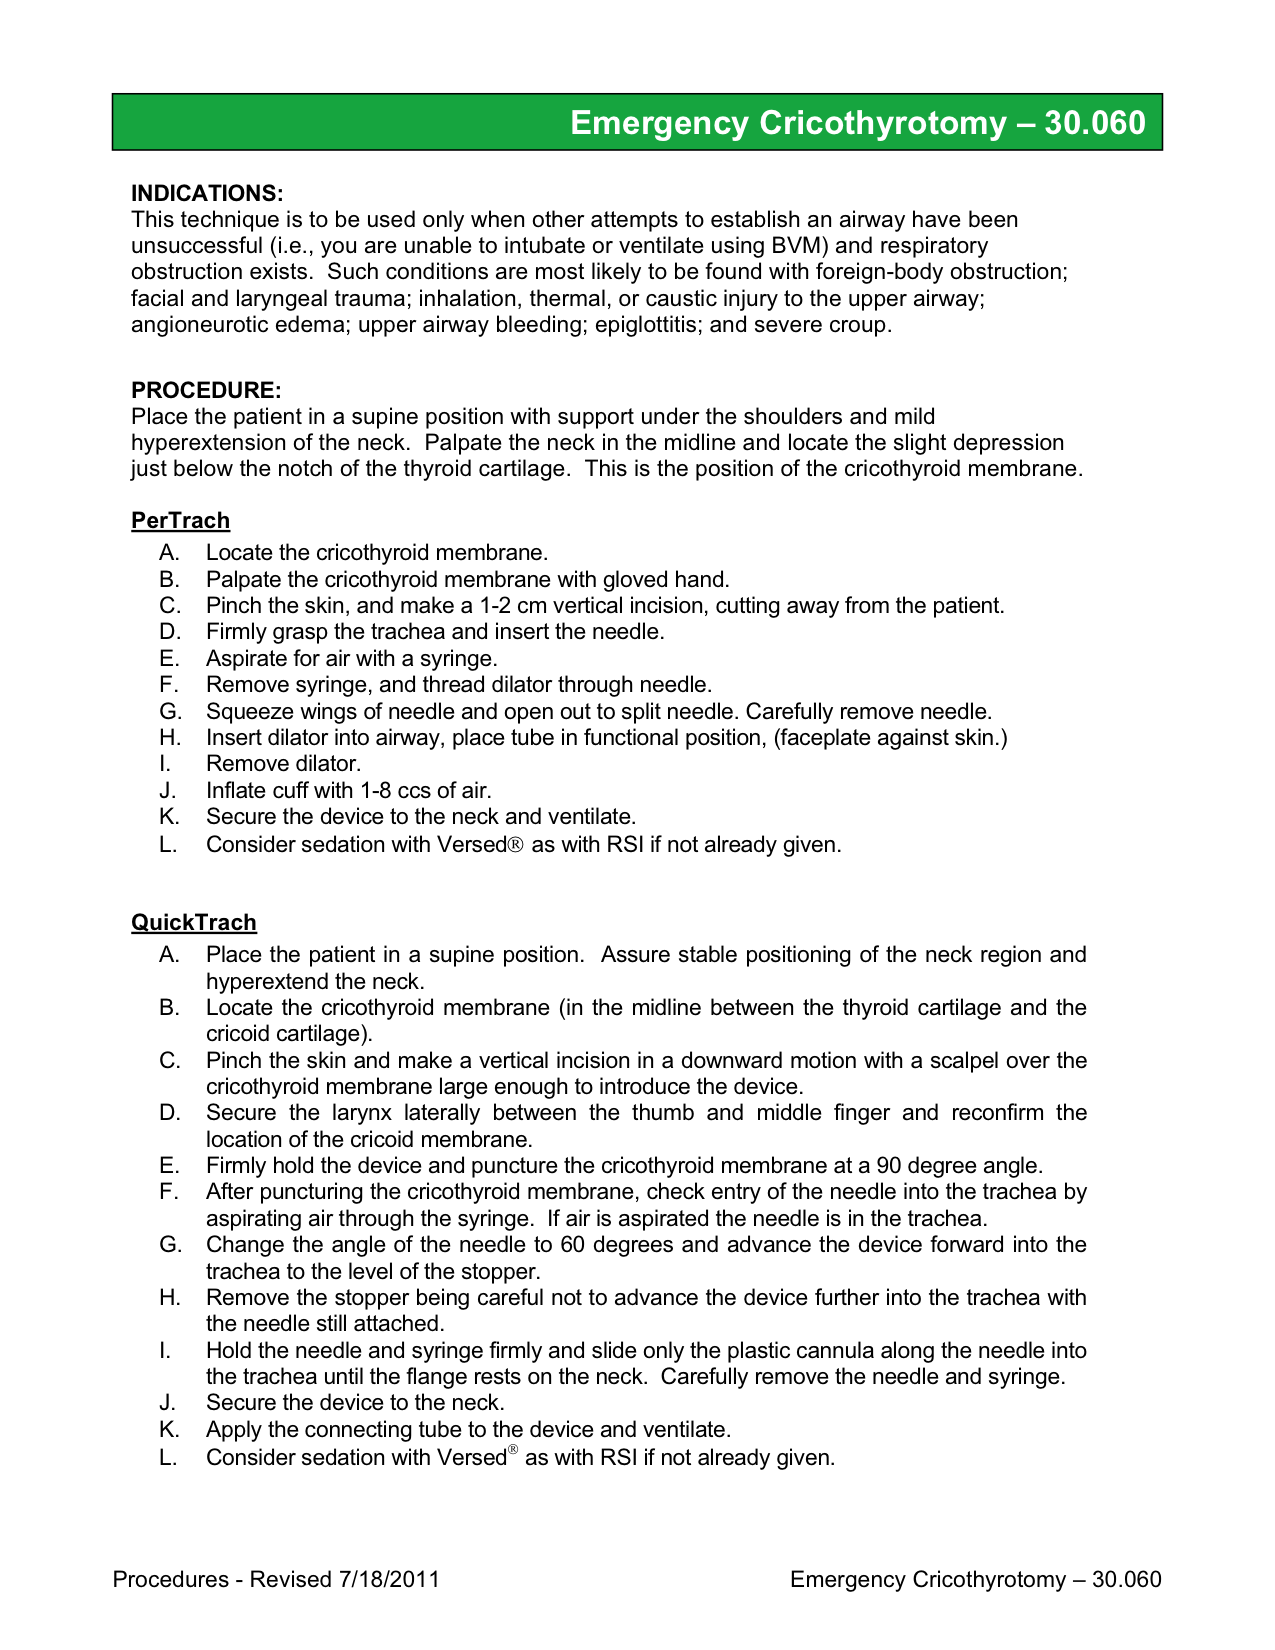 Emergency Cricothyrotomy – 30.060
INDICATIONS:
This technique is to be used only when other attempts to establish an airway have been
unsuccessful (i.e., you are unable to intubate or ventilate using BVM) and respiratory
obstruction exists.  Such conditions are most likely to be found with foreign-body obstruction;
facial and laryngeal trauma; inhalation, thermal, or caustic injury to the upper airway;
angioneurotic edema; upper airway bleeding; epiglottitis; and severe croup.
PROCEDURE:
Place the patient in a supine position with support under the shoulders and mild
hyperextension of the neck.  Palpate the neck in the midline and locate the slight depression
just below the notch of the thyroid cartilage.  This is the position of the cricothyroid membrane.
PerTrach
A. Locate the cricothyroid membrane.
B. Palpate the cricothyroid membrane with gloved hand.
C. Pinch the skin, and make a 1-2 cm vertical incision, cutting away from the patient.
D. Firmly grasp the trachea and insert the needle.
E. Aspirate for air with a syringe.
F. Remove syringe, and thread dilator through needle.
G. Squeeze wings of needle and open out to split needle. Carefully remove needle.
H. Insert dilator into airway, place tube in functional position, (faceplate against skin.)
I. Remove dilator.
J. Inflate cuff with 1-8 ccs of air.
K. Secure the device to the neck and ventilate.
L. Consider sedation with Versed® as with RSI if not already given.
QuickTrach
A. Place the patient in a supine position.  Assure stable positioning of the neck region and
hyperextend the neck.
B. Locate the cricothyroid membrane (in the midline between the thyroid cartilage and the
cricoid cartilage).
C. Pinch the skin and make a vertical incision in a downward motion with a scalpel over the
cricothyroid membrane large enough to introduce the device.
D. Secure the larynx laterally between the thumb and middle finger and reconfirm the
location of the cricoid membrane.
E. Firmly hold the device and puncture the cricothyroid membrane at a 90 degree angle.
F. After puncturing the cricothyroid membrane, check entry of the needle into the trachea by
aspirating air through the syringe.  If air is aspirated the needle is in the trachea.
G. Change the angle of the needle to 60 degrees and advance the device forward into the
trachea to the level of the stopper.
H. Remove the stopper being careful not to advance the device further into the trachea with
the needle still attached.
I. Hold the needle and syringe firmly and slide only the plastic cannula along the needle into
the trachea until the flange rests on the neck.  Carefully remove the needle and syringe.
J. Secure the device to the neck.
K. Apply the connecting tube to the device and ventilate.
L. Consider sedation with Versed® as with RSI if not already given.
Procedures - Revised 7/18/2011 Emergency Cricothyrotomy – 30.060